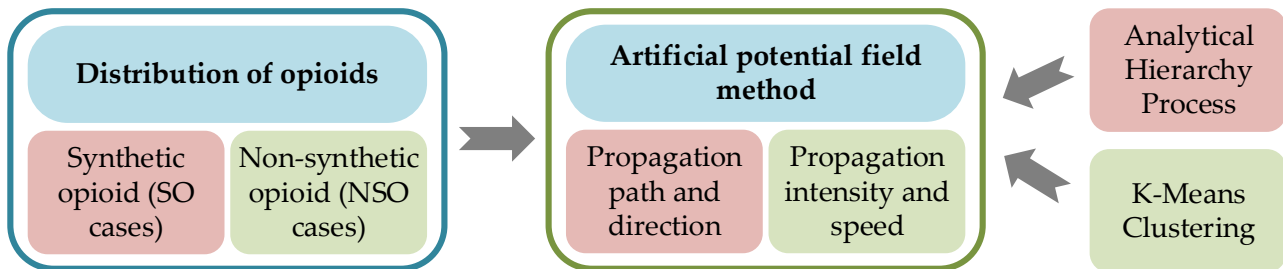 Distribution of opioids
Synthetic
opioid (SO
cases)
Non-synthetic
opioid (NSO
cases)
Artificial potential field
method
Propagation
path and
direction
Propagation
intensity and
speed
Analytical
Hierarchy
Process
K-Means
Clustering